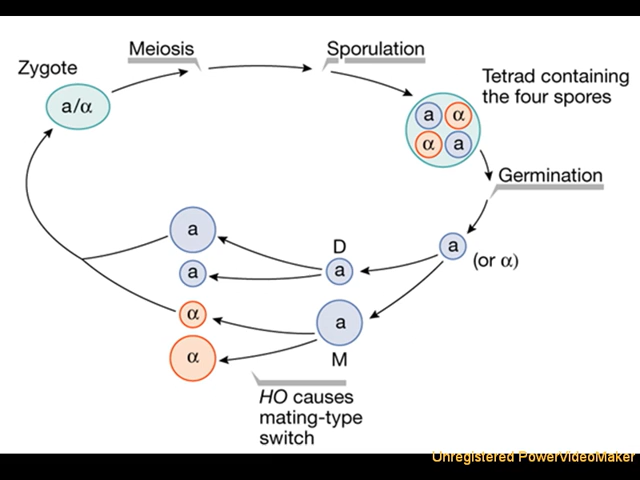 Meiosis
Sporulation
Zygote
a/α
Tetrad containing
the four spores
a α
α a
Germination
a
(or α)
D
a
a
a
α
α
a
M
HO causes
mating-type
switch
Unregistered PowerVideoMaker